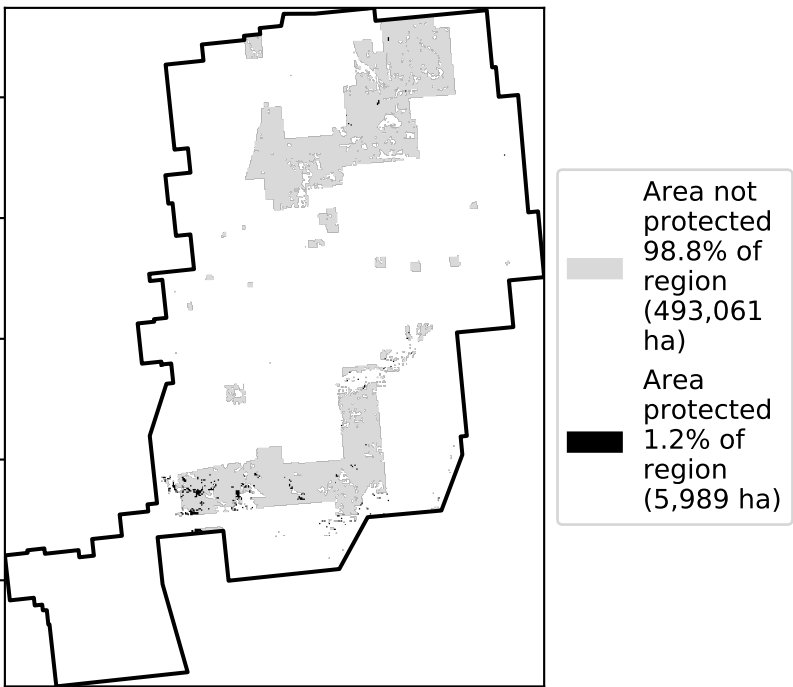 Area not
protected
98.8% of
region
(493,061
ha)
Area
protected
1.2% of
region
(5,989 ha)